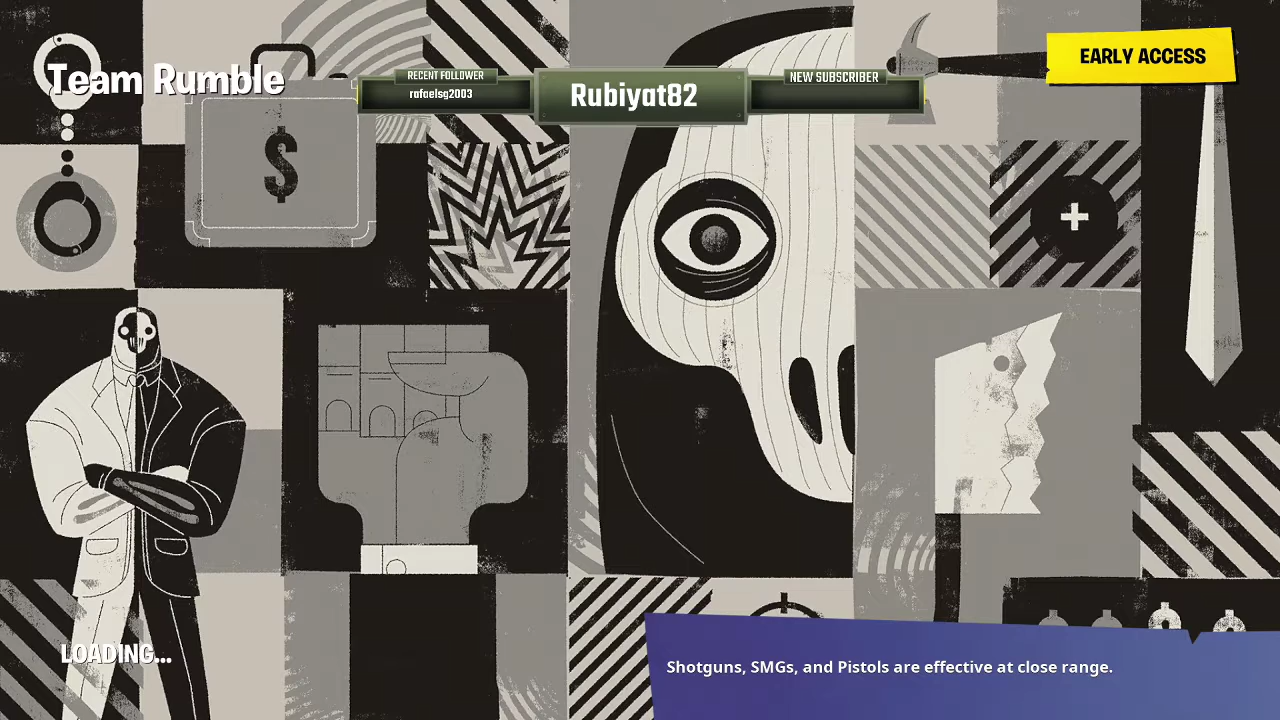 Team Rumble
RECENT FOLLOWER
rafaelsg2003
Rubiyat82
NEW SUBSCRIBER
EARLY ACCESS
$
LOADING...
Shotguns, SMGs, and Pistols are effective at close range.